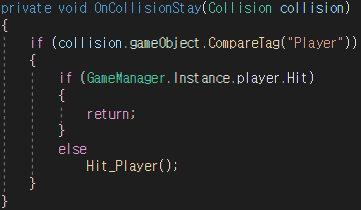 private void OnCollisionStay(Collision collision)
{
    if (collision.gameObject.CompareTag("Player"))
    {
        if (GameManager.Instance.player.Hit)
        {
            return;
        }
        else
            Hit_Player();
    }
}